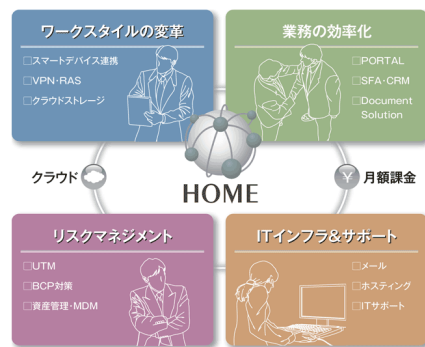 ワークスタイルの変革
□スマートデバイス連携
□VPN・RAS
□クラウドストレージ
業務の効率化
□PORTAL
□SFA・CRM
□Document
Solution
クラウド
HOME
¥
月額課金
リスクマネジメント
□UTM
□BCP対策
□資産管理・MDM
ITインフラ&サポート
□メール
□ホスティング
□ITサポート